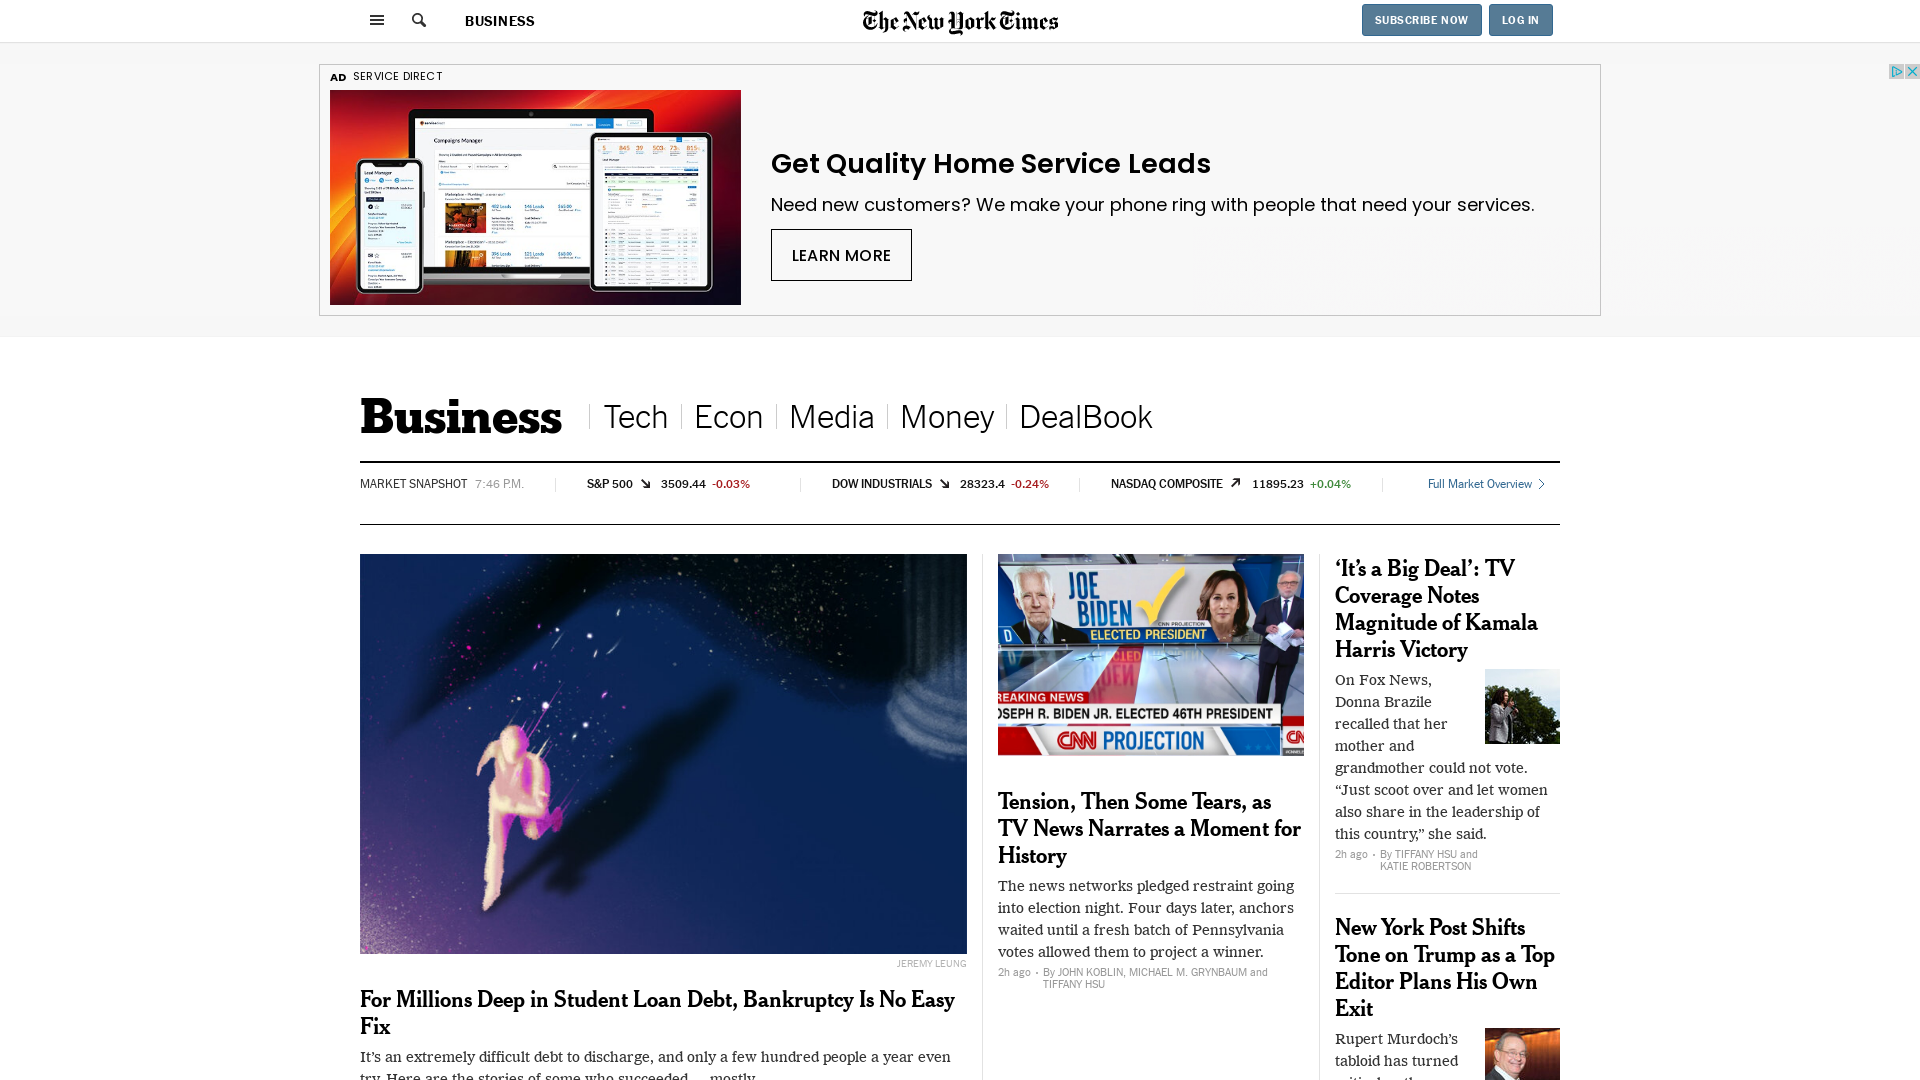 BUSINESS
The New York Times
SUBSCRIBE NOW
LOG IN
AD SERVICE DIRECT
Campaigns Manager
Lead Manager
Get Quality Home Service Leads
Need new customers? We make your phone ring with people that need your services.
LEARN MORE
Business
Tech
Econ
Media
Money
DealBook
MARKET SNAPSHOT 7:46 P.M.
S&P 500 3509.44 -0.03%
DOW INDUSTRIALS 28323.4 -0.24%
NASDAQ COMPOSITE 11895.23 +0.04%
Full Market Overview
JEREMY LEUNG
For Millions Deep in Student Loan Debt, Bankruptcy Is No Easy
Fix
It’s an extremely difficult debt to discharge, and only a few hundred people a year even
try. Here are the stories of some who succeeded — mostly.
JOE
BIDEN
CNN PROJECTION
ELECTED PRESIDENT
REAKING NEWS
OSEPH R. BIDEN JR. ELECTED 46TH PRESIDENT
CNN PROJECTION
Tension, Then Some Tears, as
TV News Narrates a Moment for
History
The news networks pledged restraint going
into election night. Four days later, anchors
waited until a fresh batch of Pennsylvania
votes allowed them to project a winner.
2h ago • By JOHN KOBLIN, MICHAEL M. GRYNBAUM and
TIFFANY HSU
‘It’s a Big Deal’: TV
Coverage Notes
Magnitude of Kamala
Harris Victory
On Fox News,
Donna Brazile
recalled that her
mother and
grandmother could not vote.
“Just scoot over and let women
also share in the leadership of
this country,” she said.
2h ago • By TIFFANY HSU and
KATIE ROBERTSON
New York Post Shifts
Tone on Trump as a Top
Editor Plans His Own
Exit
Rupert Murdoch’s
tabloid has turned